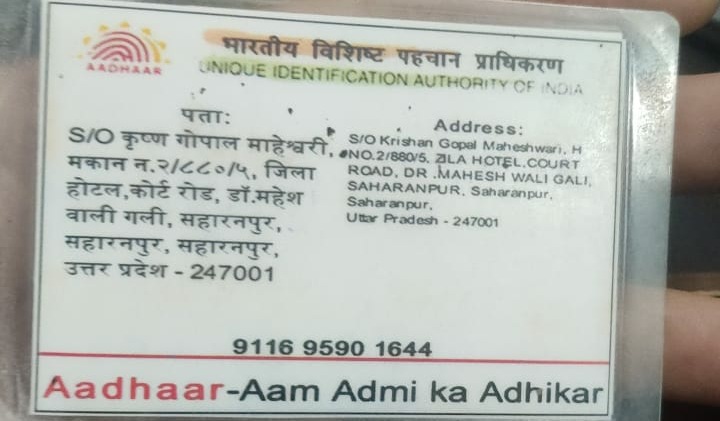 AADHAAR
भारतीय विशिष्ट पहचान प्राधिकरण
UNIQUE IDENTIFICATION AUTHORITY OF INDIA
पता:
S/O कृष्ण गोपाल माहेश्वरी,
मकान न.२/८८०/५, जिला
होटल,कोर्ट रोड, डॉ.महेश
वाली गली, सहारनपुर,
सहारनपुर, सहारनपुर,
उत्तर प्रदेश - 247001
Address:
S/O Krishan Gopal Maheshwari, H
NO.2/880/5, ZILA HOTEL,COURT
ROAD, DR .MAHESH WALI GALI,
SAHARANPUR, Saharanpur,
Saharanpur,
Uttar Pradesh - 247001
9116 9590 1644
Aadhaar-Aam Admi ka Adhikar